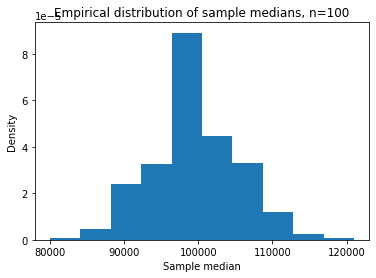 Empirical distribution of sample medians, n=100
1e-5
8
6
4
2
0
Density
80000 90000 100000 110000 120000
Sample median